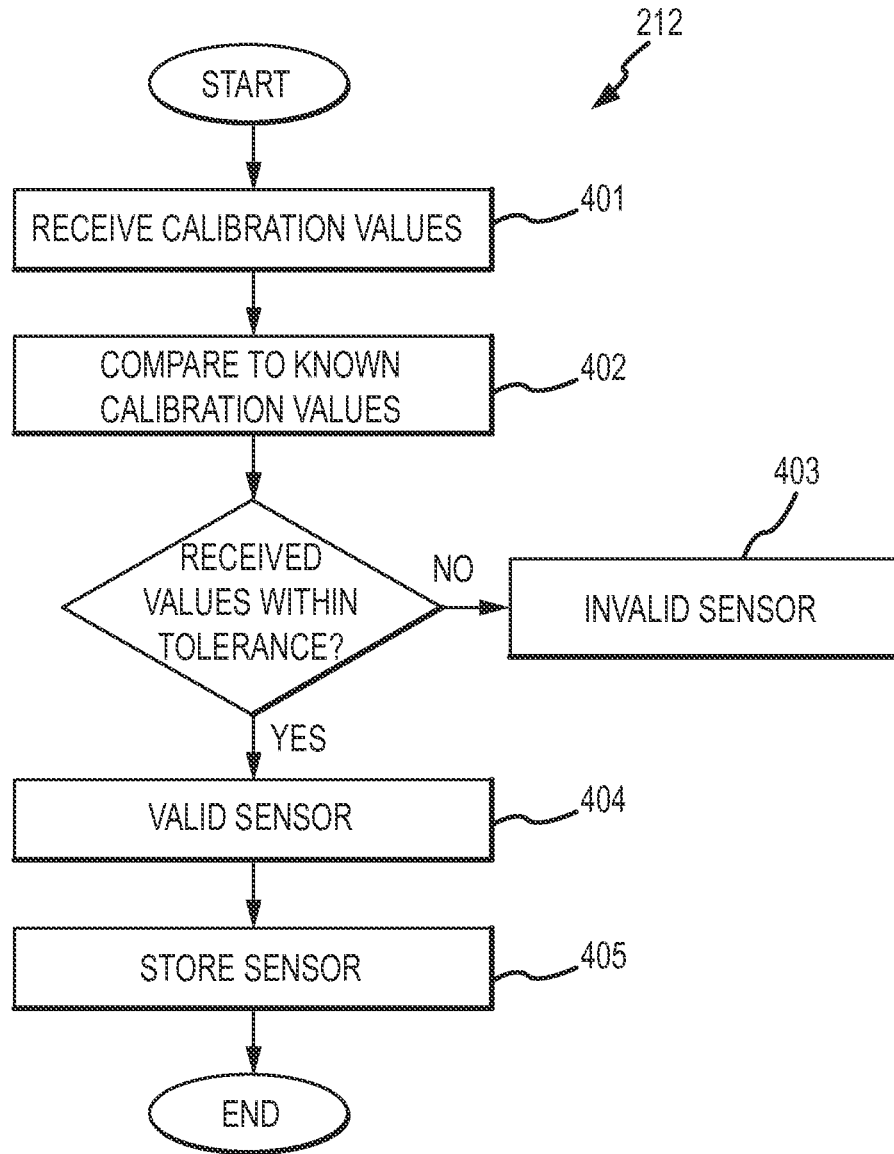 212
START
RECEIVE CALIBRATION VALUES
401
COMPARE TO KNOWN
CALIBRATION VALUES
402
403
RECEIVED
VALUES WITHIN
TOLERANCE?
NO
INVALID SENSOR
YES
VALID SENSOR
404
STORE SENSOR
405
END